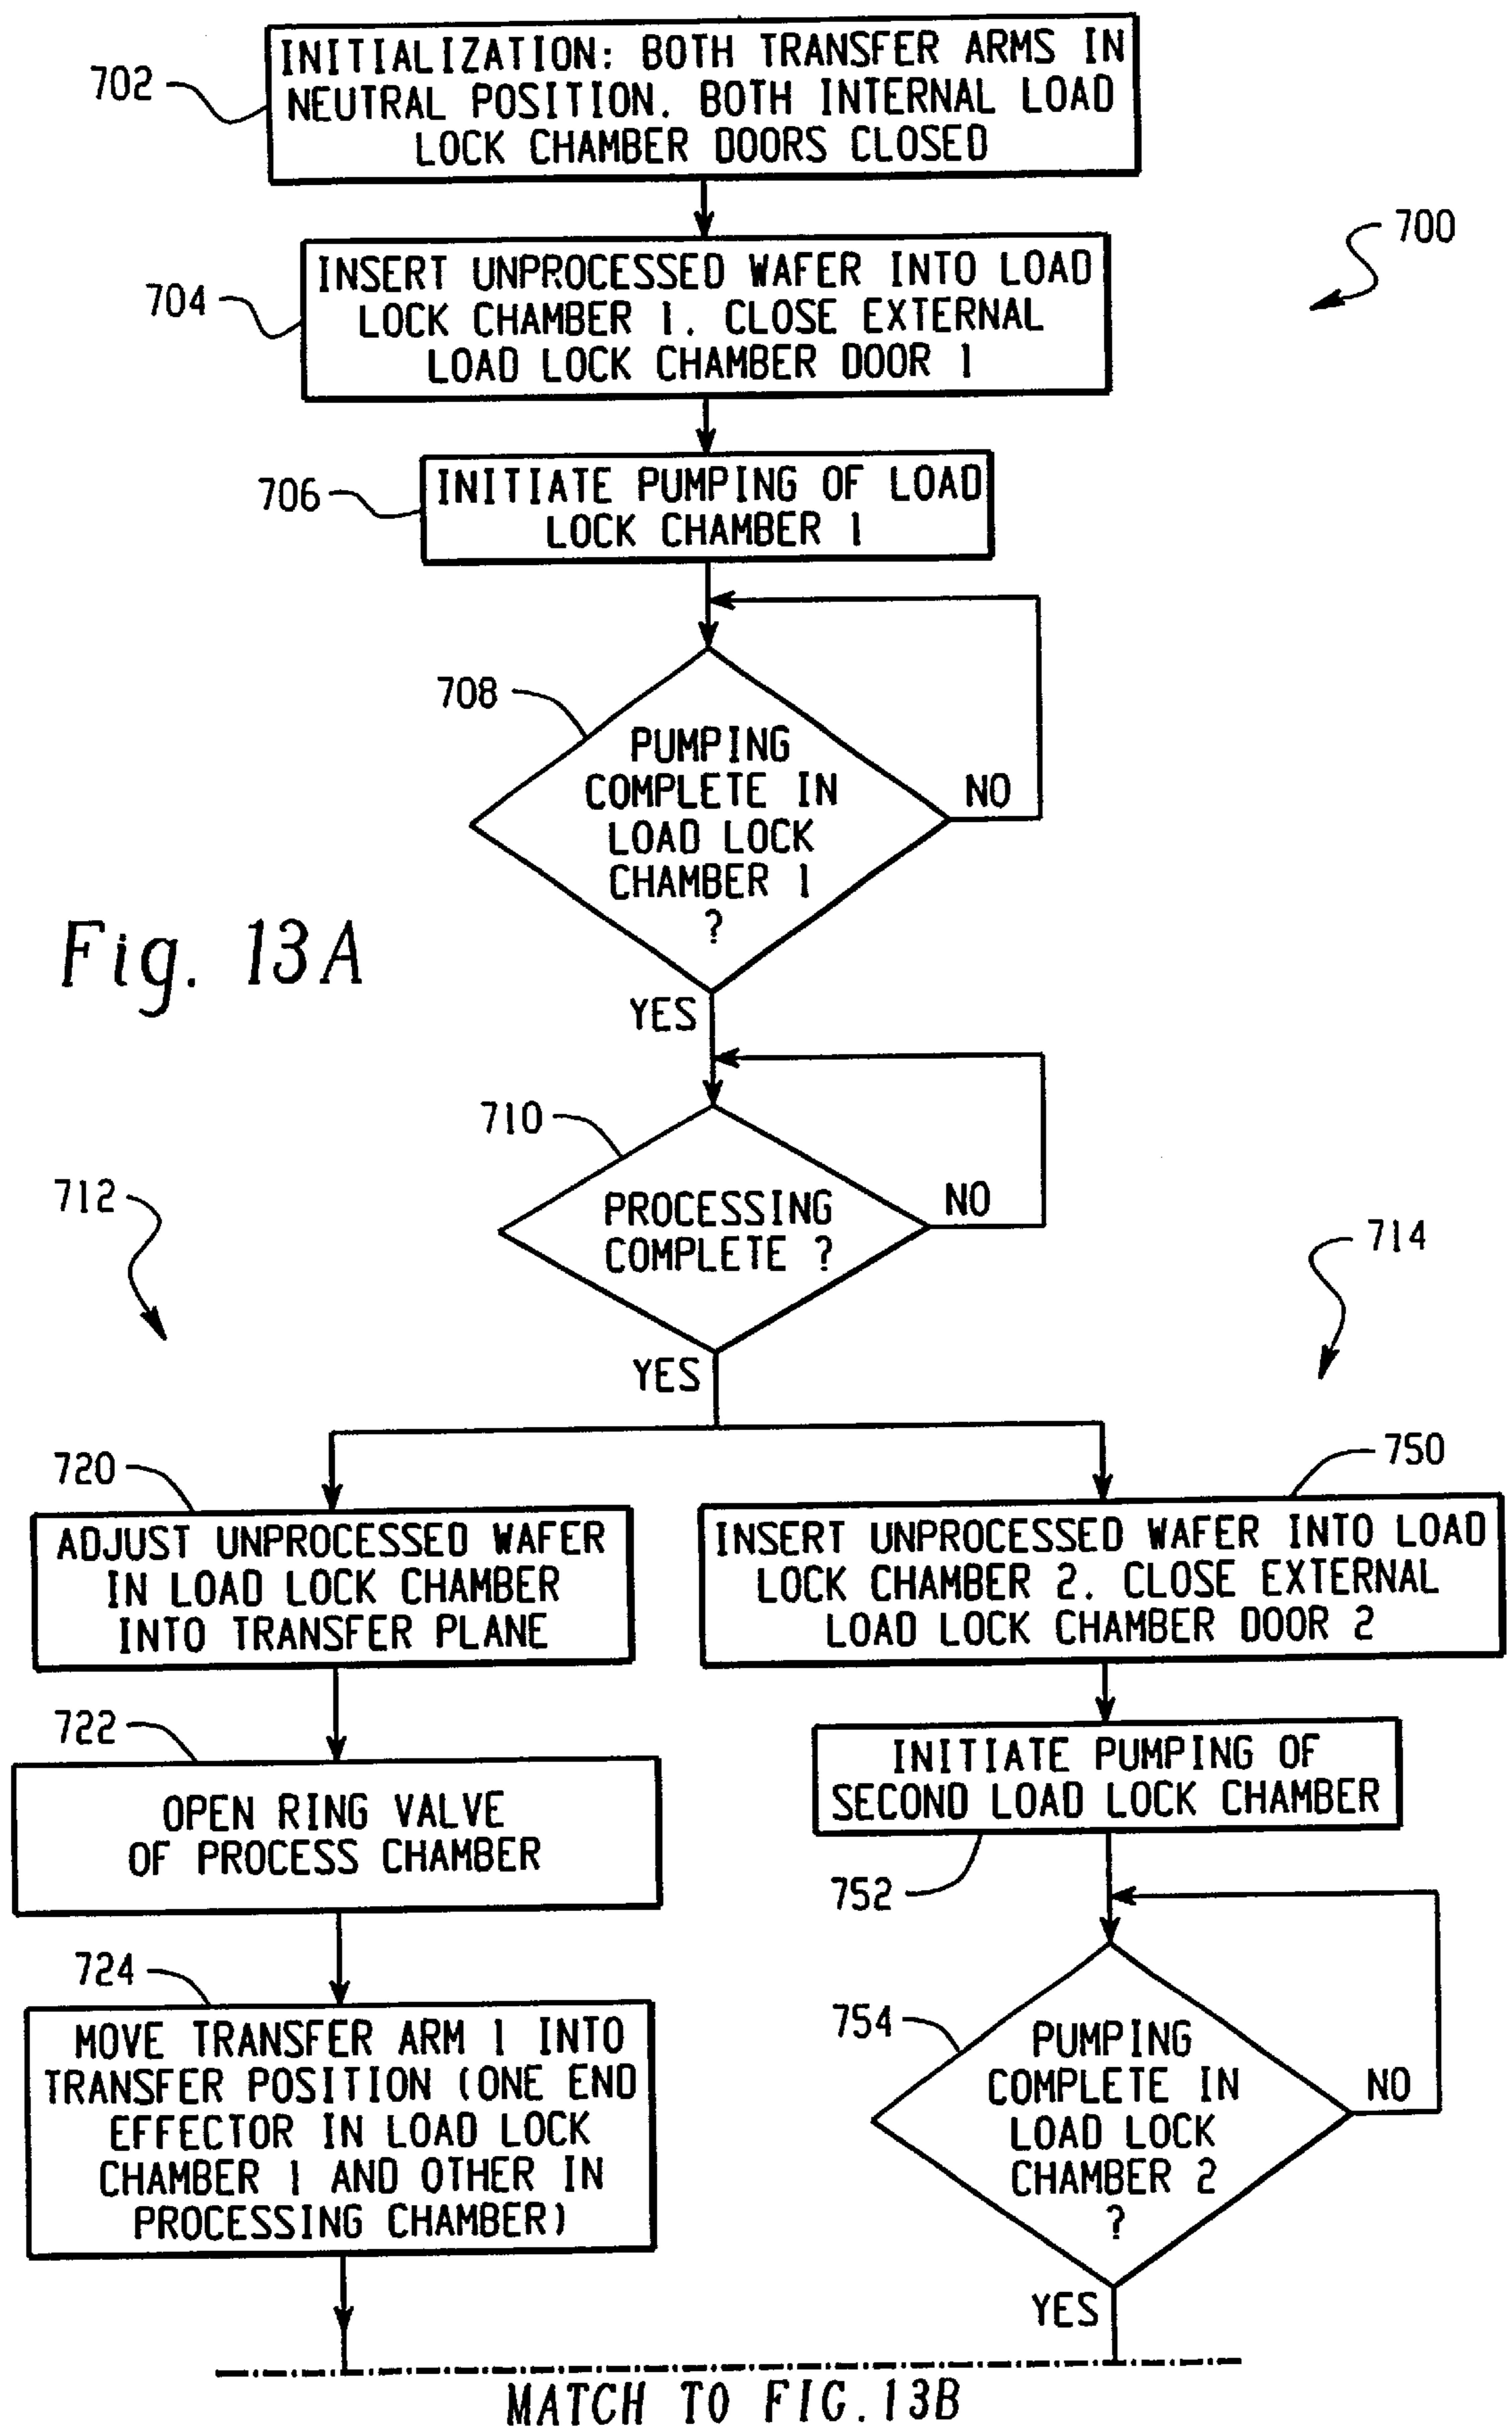 702
INITIALIZATION: BOTH TRANSFER ARMS IN
NEUTRAL POSITION. BOTH INTERNAL LOAD
LOCK CHAMBER DOORS CLOSED
700
704
INSERT UNPROCESSED WAFER INTO LOAD
LOCK CHAMBER 1. CLOSE EXTERNAL
LOAD LOCK CHAMBER DOOR 1
706
INITIATE PUMPING OF LOAD
LOCK CHAMBER 1
708
PUMPING
COMPLETE IN
LOAD LOCK
CHAMBER 1
?
NO
YES
Fig. 13A
710
PROCESSING
COMPLETE ?
NO
YES
712
714
720
ADJUST UNPROCESSED WAFER
IN LOAD LOCK CHAMBER
INTO TRANSFER PLANE
722
OPEN RING VALVE
OF PROCESS CHAMBER
724
MOVE TRANSFER ARM 1 INTO
TRANSFER POSITION (ONE END
EFFECTOR IN LOAD LOCK
CHAMBER 1 AND OTHER IN
PROCESSING CHAMBER)
750
INSERT UNPROCESSED WAFER INTO LOAD
LOCK CHAMBER 2. CLOSE EXTERNAL
LOAD LOCK CHAMBER DOOR 2
INITIATE PUMPING OF
SECOND LOAD LOCK CHAMBER
752
754
PUMPING
COMPLETE IN
LOAD LOCK
CHAMBER 2
?
NO
YES
MATCH TO FIG.13B